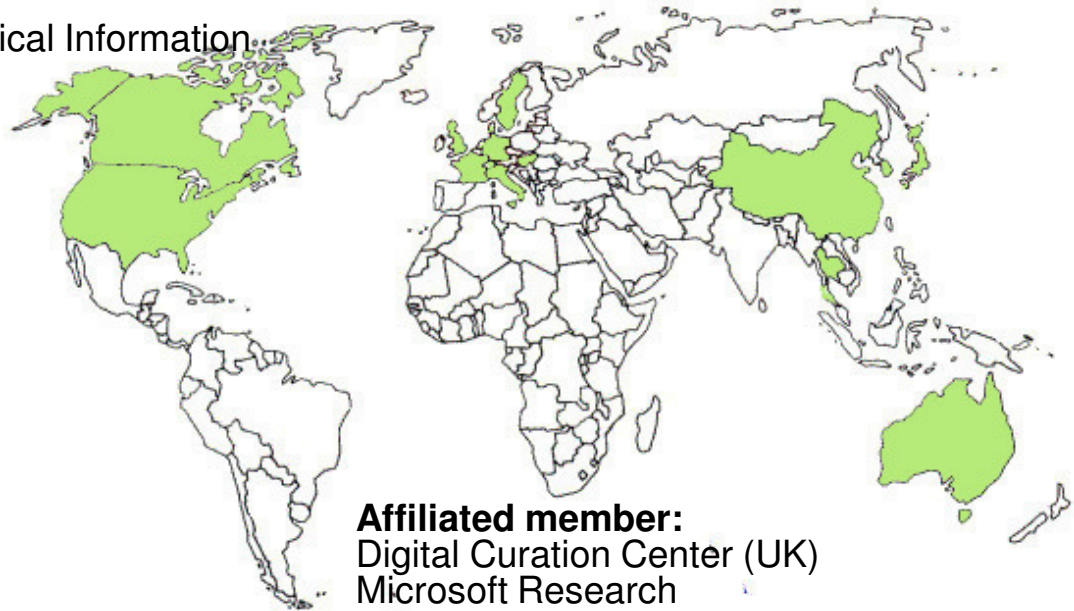 ical Information
Affiliated member:
Digital Curation Center (UK)
Microsoft Research